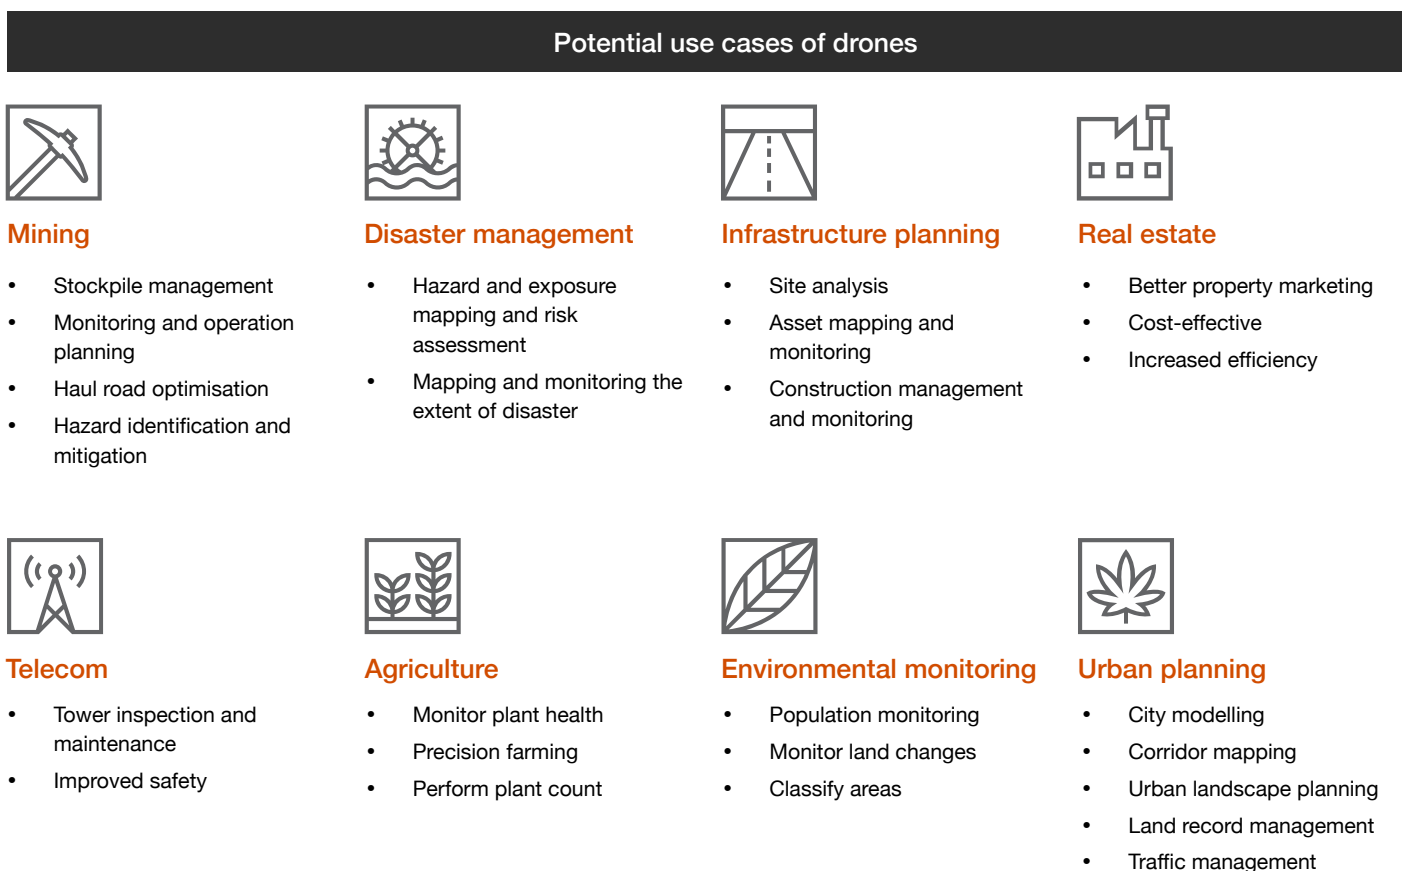 Potential use cases of drones
Mining
• Stockpile management
• Monitoring and operation
planning
• Haul road optimisation
• Hazard identification and
mitigation
Disaster management
• Hazard and exposure
mapping and risk
assessment
• Mapping and monitoring the
extent of disaster
Infrastructure planning
• Site analysis
• Asset mapping and
monitoring
• Construction management
and monitoring
Real estate
• Better property marketing
• Cost-effective
• Increased efficiency
Telecom
• Tower inspection and
maintenance
• Improved safety
Agriculture
• Monitor plant health
• Precision farming
• Perform plant count
Environmental monitoring
• Population monitoring
• Monitor land changes
• Classify areas
Urban planning
• City modelling
• Corridor mapping
• Urban landscape planning
• Land record management
• Traffic management